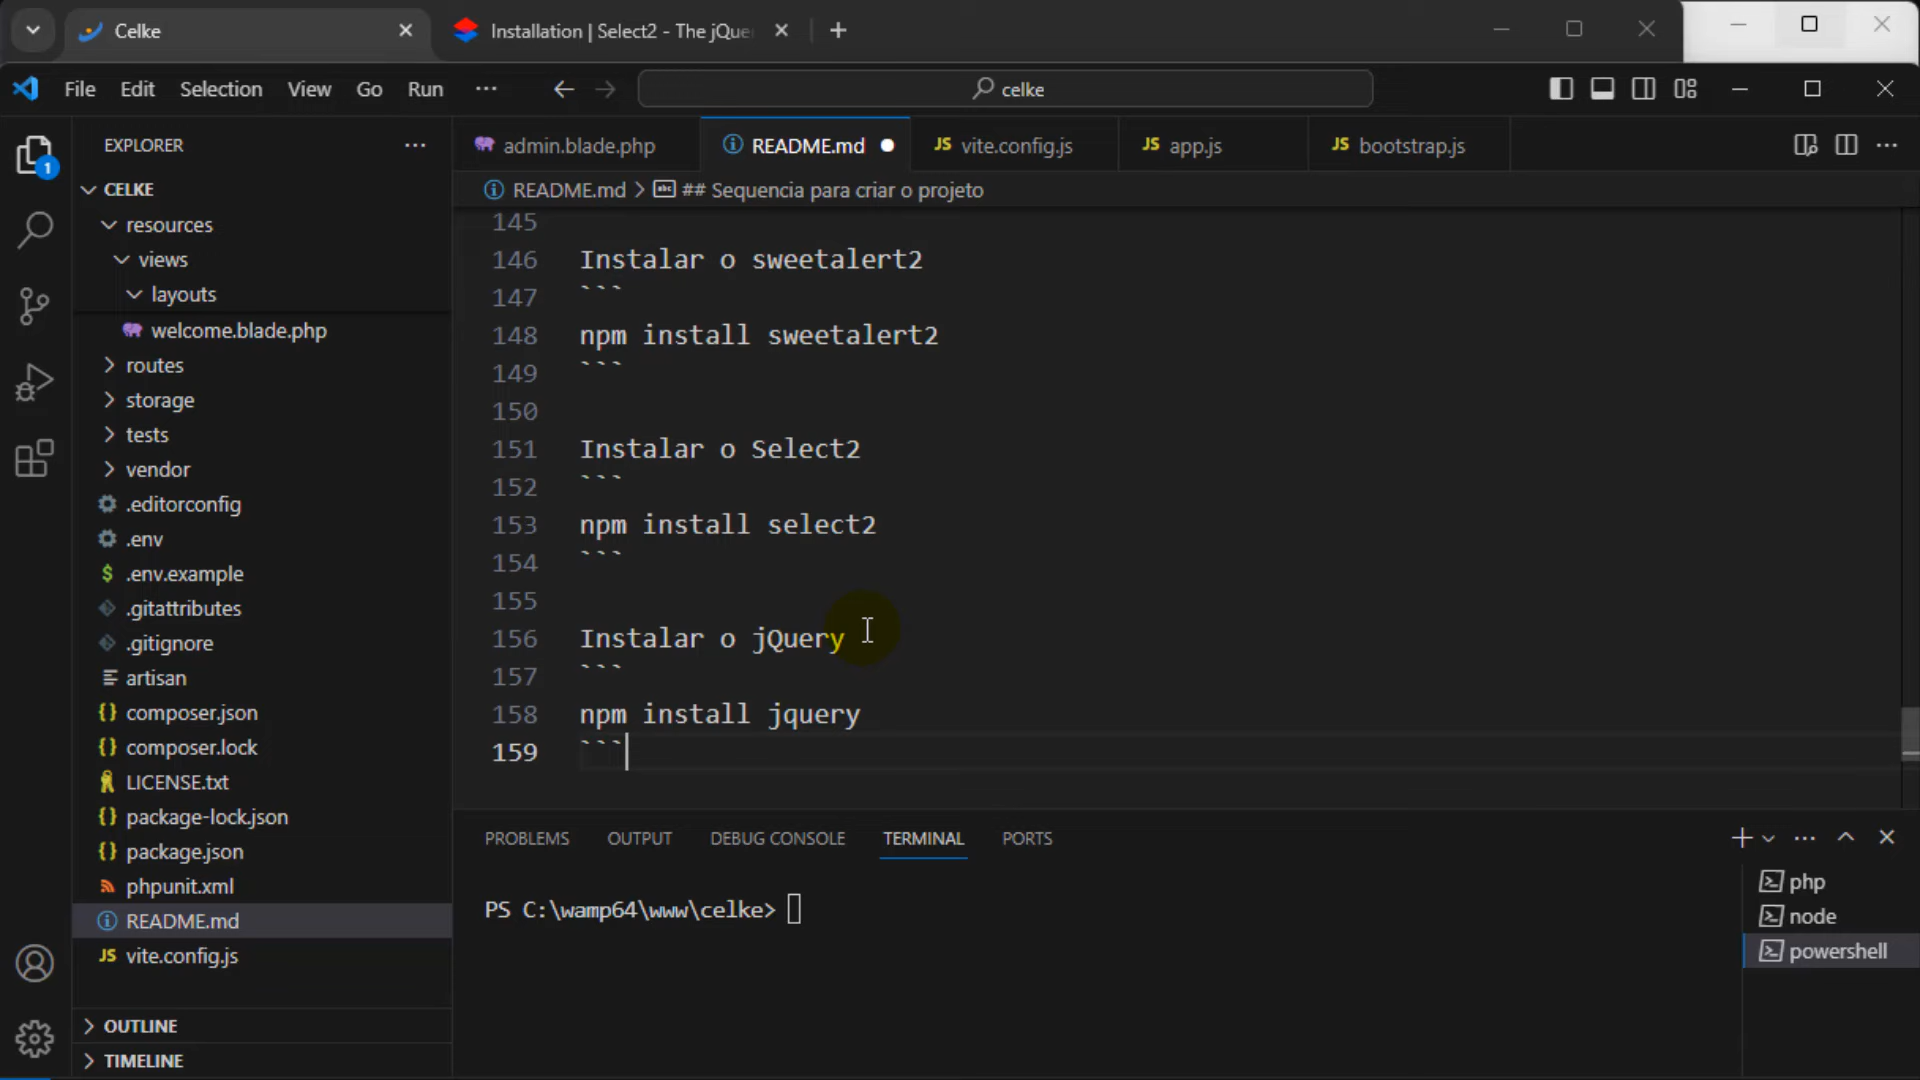 Celke
Installation | Select2 - The jQue
File Edit Selection View Go Run ...
celke
EXPLORER
admin.blade.php
README.md
JS vite.config.js
JS app.js
JS bootstrap.js
CELKE
README.md > ## Sequencia para criar o projeto
resources
views
layouts
welcome.blade.php
routes
storage
tests
vendor
.editorconfig
.env
$ .env.example
.gitattributes
.gitignore
artisan
{} composer.json
{} composer.lock
LICENSE.txt
{} package-lock.json
{} package.json
phpunit.xml
README.md
JS vite.config.js
OUTLINE
TIMELINE
1
145
146 Instalar o sweetalert2
147 ```
148 npm install sweetalert2
149 ```
150
151 Instalar o Select2
152 ```
153 npm install select2
154 ```
155
156 Instalar o jQuery
157 ```
158 npm install jquery
159 ```
PROBLEMS OUTPUT DEBUG CONSOLE TERMINAL PORTS
PS C:\wamp64\www\celke>
php
node
powershell